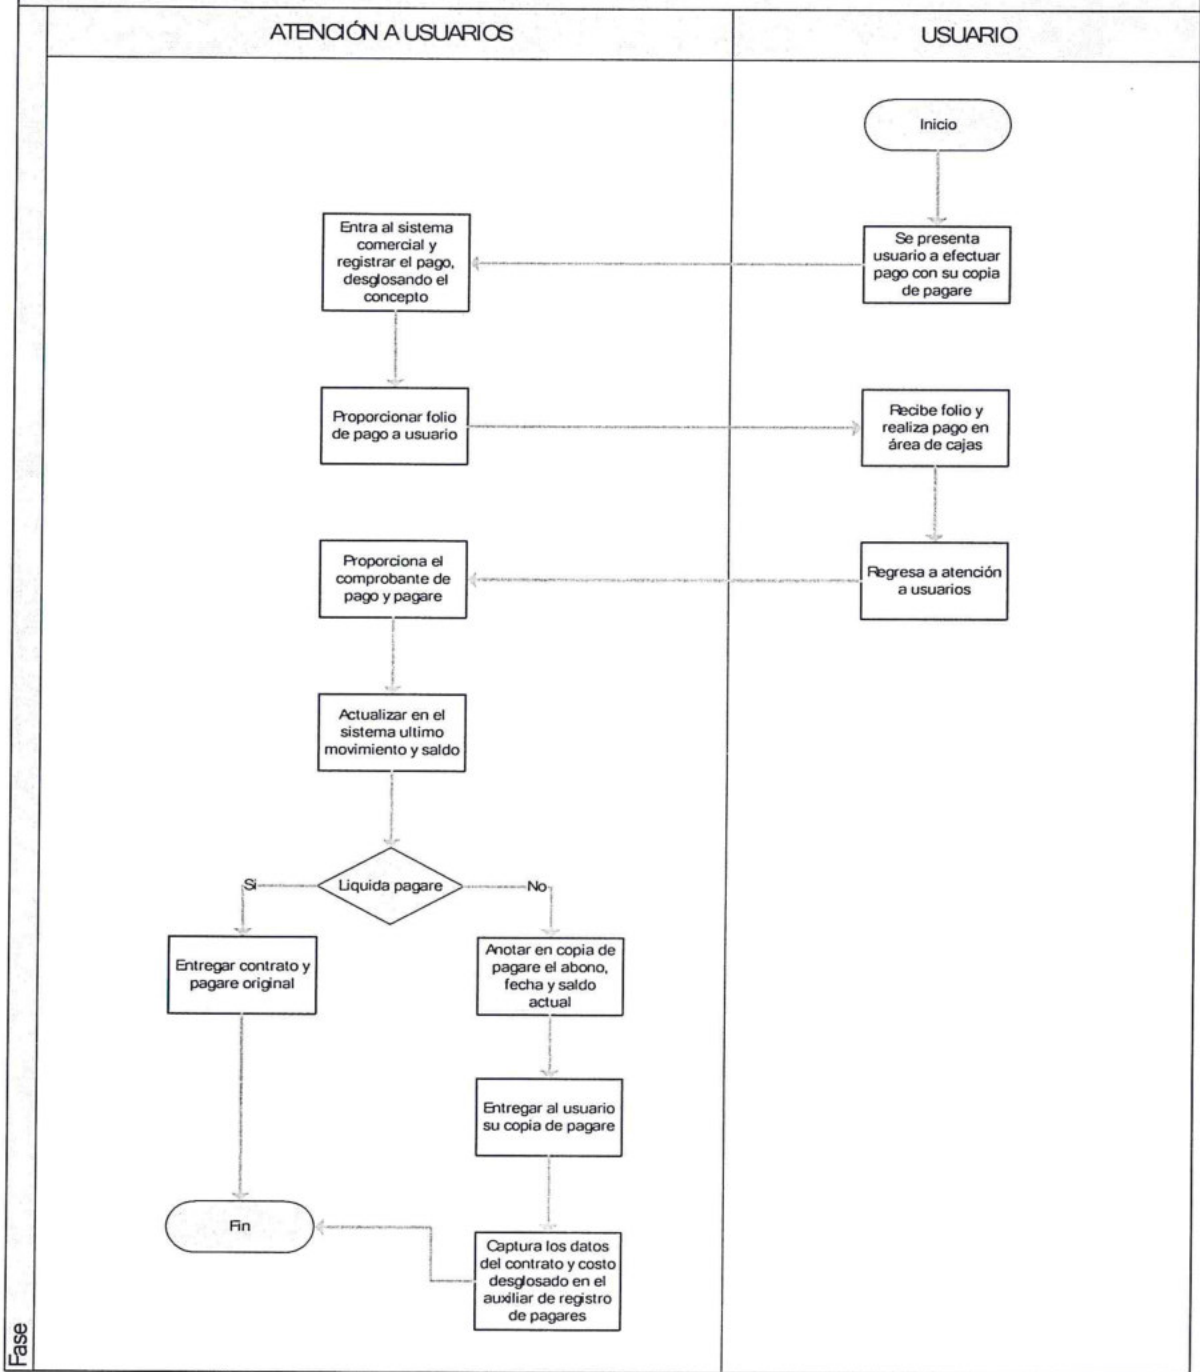 ATENCIÓN A USUARIOS
USUARIO
Inicio
Se presenta
usuario a efectuar
pago con su copia
de pagare
Entra al sistema
comercial y
registrar el pago,
desglosando el
concepto
Proporcionar folio
de pago a usuario
Recibe folio y
realiza pago en
área de cajas
Regresa a atención
a usuarios
Proporciona el
comprobante de
pago y pagare
Actualizar en el
sistema ultimo
movimiento y saldo
Liquida pagare
Si
No
Entregar contrato y
pagare original
Anotar en copia de
pagare el abono,
fecha y saldo
actual
Entregar al usuario
su copia de pagare
Captura los datos
del contrato y costo
desglosado en el
auxiliar de registro
de pagares
Fin
Fase